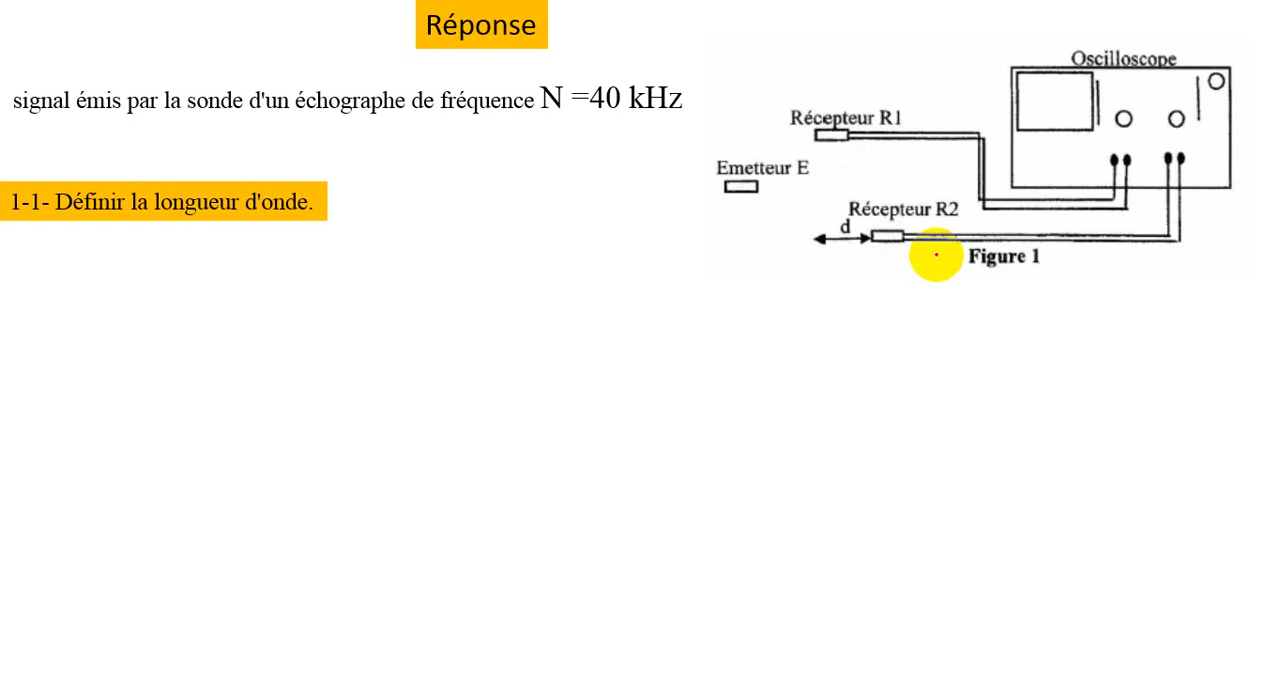 Réponse
signal émis par la sonde d'un échographe de fréquence N =40 kHz
1-1- Définir la longueur d'onde.
Oscilloscope
Récepteur R1
Emetteur E
Récepteur R2
d
Figure 1